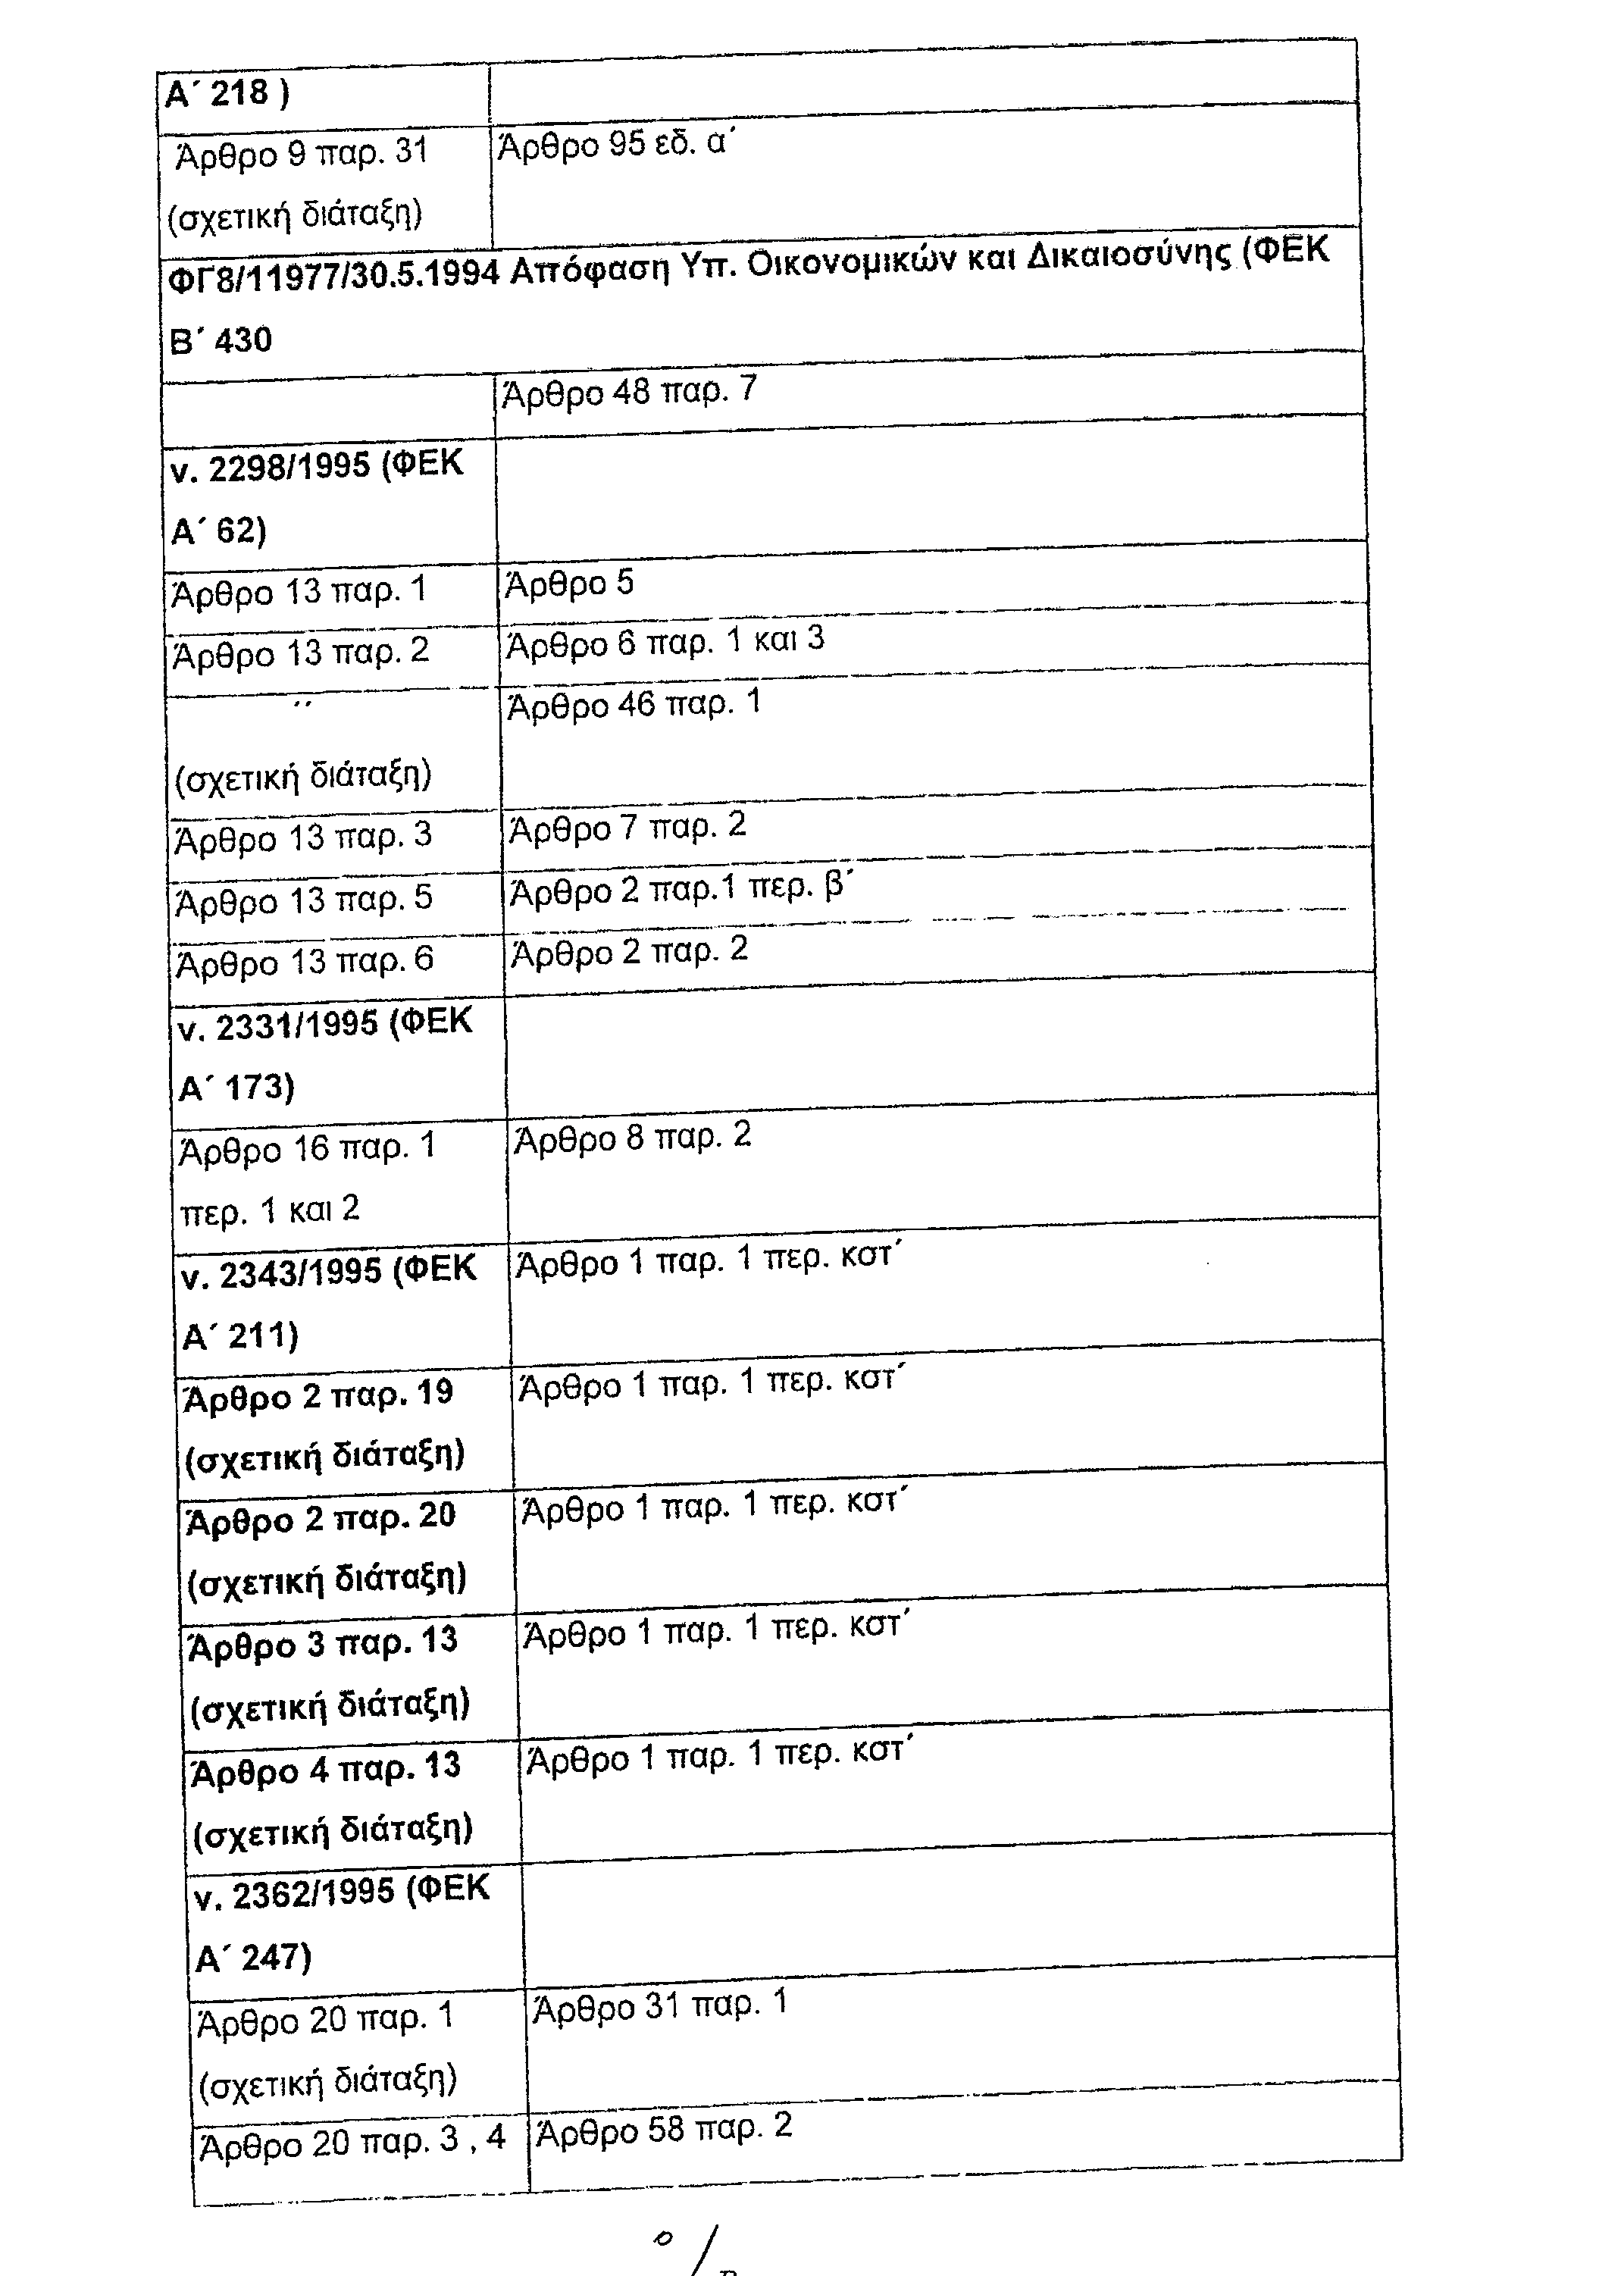 Α΄ 218 )
Άρθρο 9 παρ. 31 Άρθρο 95 εδ. α΄
(σχετική διάταξη)
ΦΓ8/11977/30.5.1994 Απόφαση Υπ. Οικονομικών και Δικαιοσύνης (ΦΕΚ
Β΄ 430
Άρθρο 48 παρ. 7
ν. 2298/1995 (ΦΕΚ
Α΄ 62)
Άρθρο 13 παρ. 1 Άρθρο 5
Άρθρο 13 παρ. 2 Άρθρο 6 παρ. 1 και 3
΄΄ Άρθρο 46 παρ. 1
(σχετική διάταξη)
Άρθρο 13 παρ. 3 Άρθρο 7 παρ. 2
Άρθρο 13 παρ. 5 Άρθρο 2 παρ.1 περ. β΄
Άρθρο 13 παρ. 6 Άρθρο 2 παρ. 2
ν. 2331/1995 (ΦΕΚ
Α΄ 173)
Άρθρο 16 παρ. 1 Άρθρο 8 παρ. 2
περ. 1 και 2
ν. 2343/1995 (ΦΕΚ Άρθρο 1 παρ. 1 περ. κστ΄
Α΄ 211)
Άρθρο 2 παρ. 19 Άρθρο 1 παρ. 1 περ. κστ΄
(σχετική διάταξη)
Άρθρο 2 παρ. 20 Άρθρο 1 παρ. 1 περ. κστ΄
(σχετική διάταξη)
Άρθρο 3 παρ. 13 Άρθρο 1 παρ. 1 περ. κστ΄
(σχετική διάταξη)
Άρθρο 4 παρ. 13 Άρθρο 1 παρ. 1 περ. κστ΄
(σχετική διάταξη)
ν. 2362/1995 (ΦΕΚ
Α΄ 247)
Άρθρο 20 παρ. 1 Άρθρο 31 παρ. 1
(σχετική διάταξη)
Άρθρο 20 παρ. 3 , 4 Άρθρο 58 παρ. 2